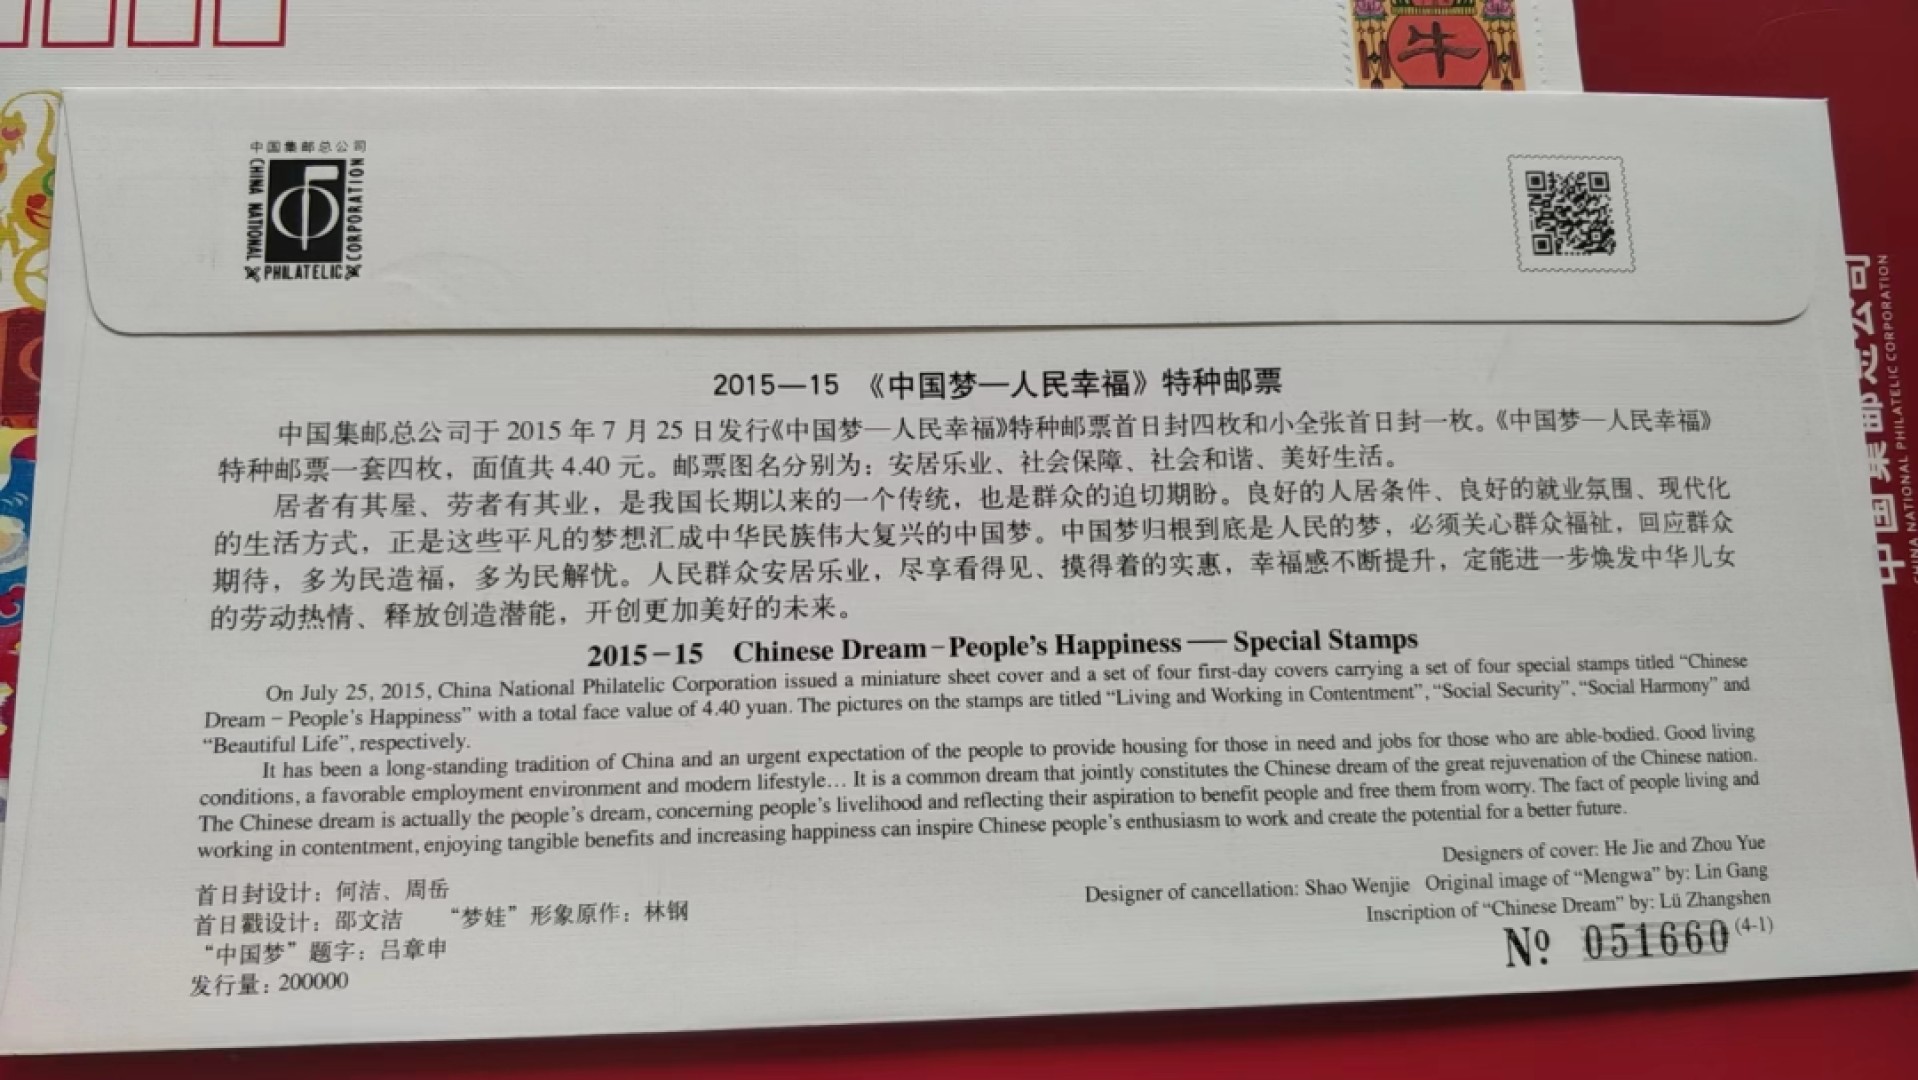 牛
中国集邮总公司
CHINA NATIONAL
PHILATELIC
CORPORATION
2015—15 《中国梦—人民幸福》特种邮票
中国集邮总公司于 2015 年 7 月 25 日发行《中国梦—人民幸福》特种邮票首日封四枚和小全张首日封一枚。《中国梦—人民幸福》
特种邮票一套四枚，面值共 4.40 元。邮票图名分别为：安居乐业、社会保障、社会和谐、美好生活。
居者有其屋、劳者有其业，是我国长期以来的一个传统，也是群众的迫切期盼。良好的人居条件、良好的就业氛围、现代化
的生活方式，正是这些平凡的梦想汇成中华民族伟大复兴的中国梦。中国梦归根到底是人民的梦，必须关心群众福祉，回应群众
期待，多为民造福，多为民解忧。人民群众安居乐业，尽享看得见、摸得着的实惠，幸福感不断提升，定能进一步焕发中华儿女
的劳动热情、释放创造潜能，开创更加美好的未来。
2015－15 Chinese Dream－People's Happiness — Special Stamps
On July 25, 2015, China National Philatelic Corporation issued a miniature sheet cover and a set of four first-day covers carrying a set of four special stamps titled “Chinese
Dream － People's Happiness” with a total face value of 4.40 yuan. The pictures on the stamps are titled “Living and Working in Contentment”, “Social Security”, “Social Harmony” and
“Beautiful Life”, respectively.
It has been a long-standing tradition of China and an urgent expectation of the people to provide housing for those in need and jobs for those who are able-bodied. Good living
conditions, a favorable employment environment and modern lifestyle… It is a common dream that jointly constitutes the Chinese dream of the great rejuvenation of the Chinese nation.
The Chinese dream is actually the people's dream, concerning people's livelihood and reflecting their aspiration to benefit people and free them from worry. The fact of people living and
working in contentment, enjoying tangible benefits and increasing happiness can inspire Chinese people's enthusiasm to work and create the potential for a better future.
Designers of cover: He Jie and Zhou Yue
Designer of cancellation: Shao Wenjie Original image of “Mengwa” by: Lin Gang
Inscription of “Chinese Dream” by: Lü Zhangshen
首日封设计：何洁、周岳
首日戳设计：邵文洁 “梦娃”形象原作：林钢
“中国梦”题字：吕章申
发行量：200000
Nº 051660 (4-1)
中国集邮总公司
CHINA NATIONAL PHILATELIC CORPORATION